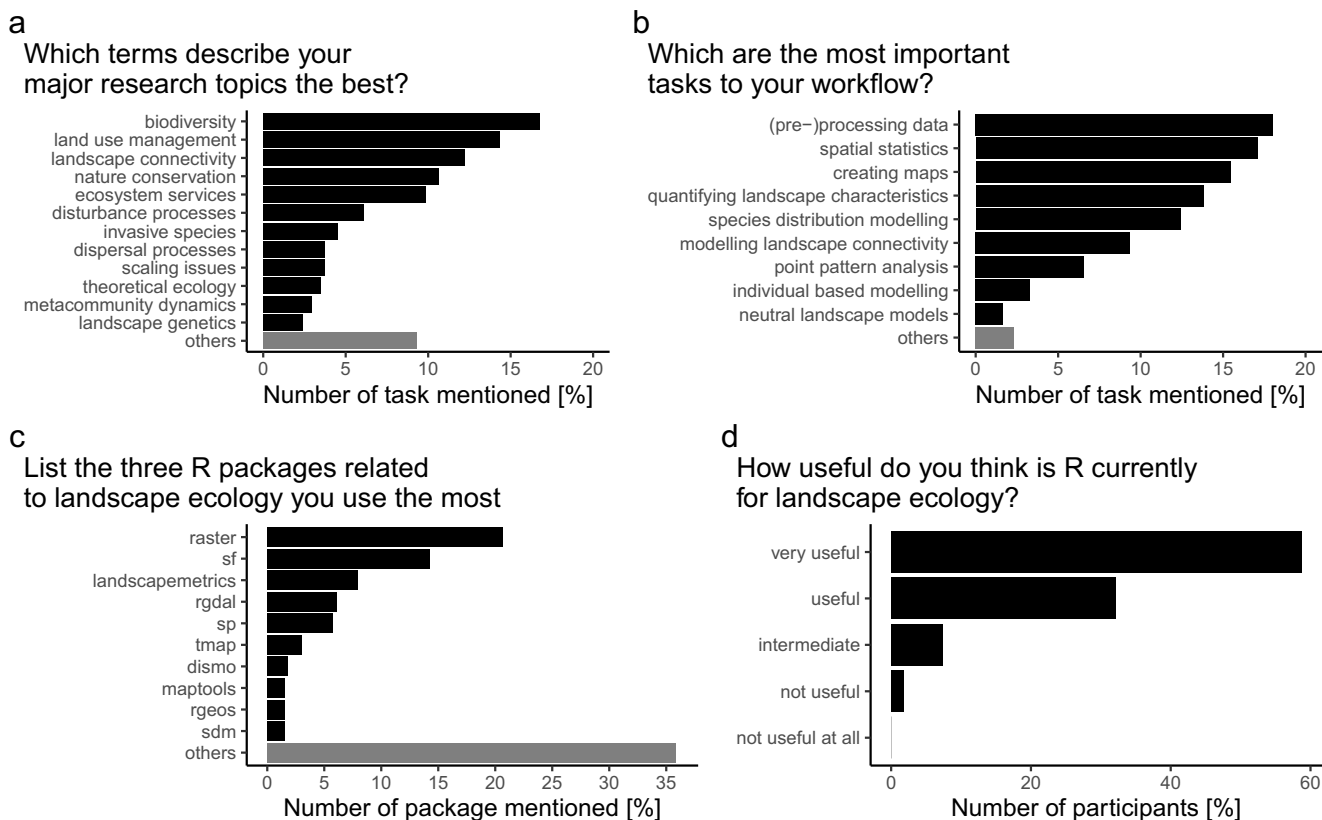 a
Which terms describe your
major research topics the best?
biodiversity
land use management
landscape connectivity
nature conservation
ecosystem services
disturbance processes
invasive species
dispersal processes
scaling issues
theoretical ecology
metacommunity dynamics
landscape genetics
others
0 5 10 15 20
Number of task mentioned [%]
b
Which are the most important
tasks to your workflow?
(pre−)processing data
spatial statistics
creating maps
quantifying landscape characteristics
species distribution modelling
modelling landscape connectivity
point pattern analysis
individual based modelling
neutral landscape models
others
0 5 10 15 20
Number of task mentioned [%]
c
List the three R packages related
to landscape ecology you use the most
raster
sf
landscapemetrics
rgdal
sp
tmap
dismo
maptools
rgeos
sdm
others
0 5 10 15 20 25 30 35
Number of package mentioned [%]
d
How useful do you think is R currently
for landscape ecology?
very useful
useful
intermediate
not useful
not useful at all
0 20 40 60
Number of participants [%]